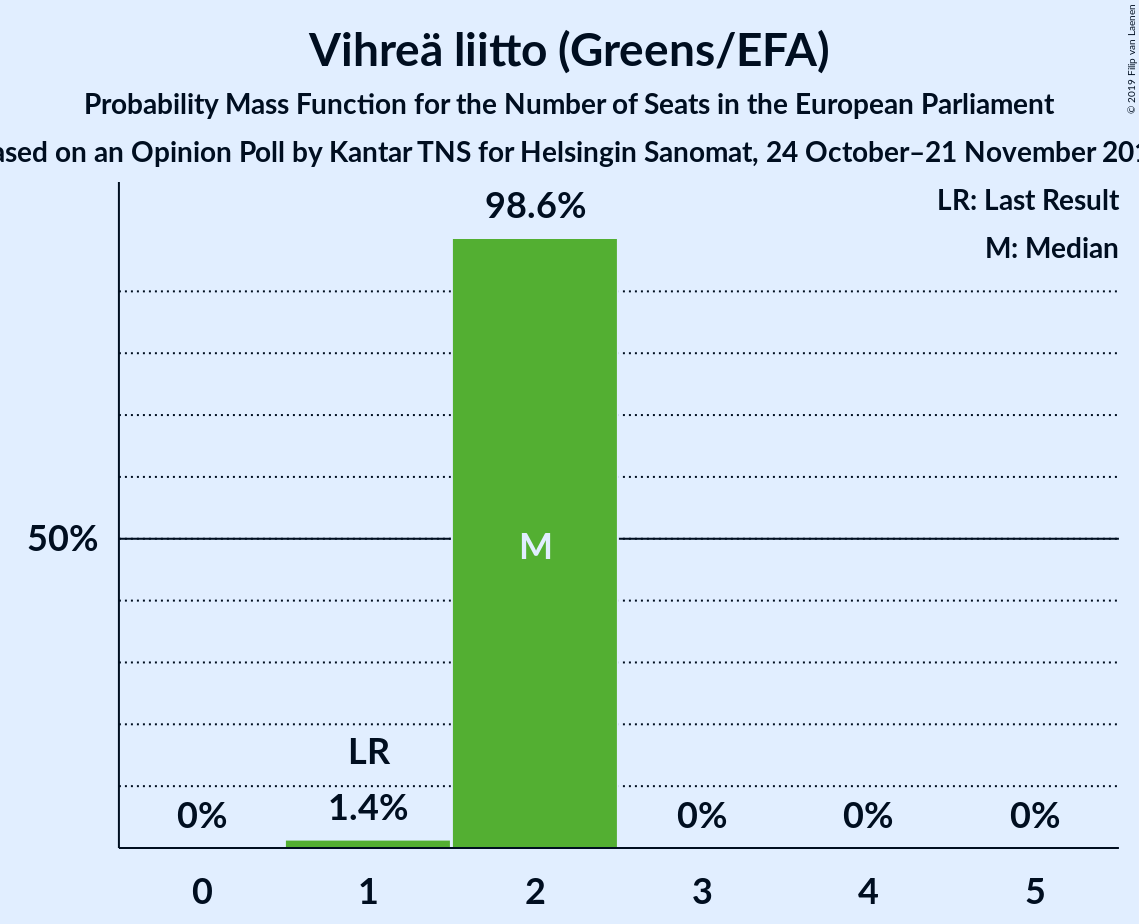 Vihreä liitto (Greens/EFA)
Probability Mass Function for the Number of Seats in the European Parliament
on an Opinion Poll by Kantar TNS for Helsingin Sanomat, 24 October–21 November
© 2019 Filip van Laenen
LR: Last Result
M: Median
98.6%
50%
M
LR
0%
1.4%
0%
0%
0%
0
1
2
3
4
5